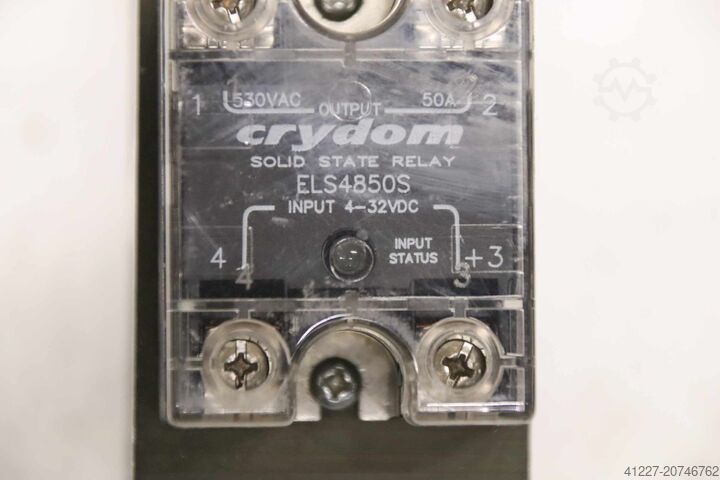 1 530VAC OUTPUT 50A 2
crydom
SOLID STATE RELAY
ELS4850S
INPUT 4-32VDC
4 INPUT STATUS +3
4 3
41227-20746762